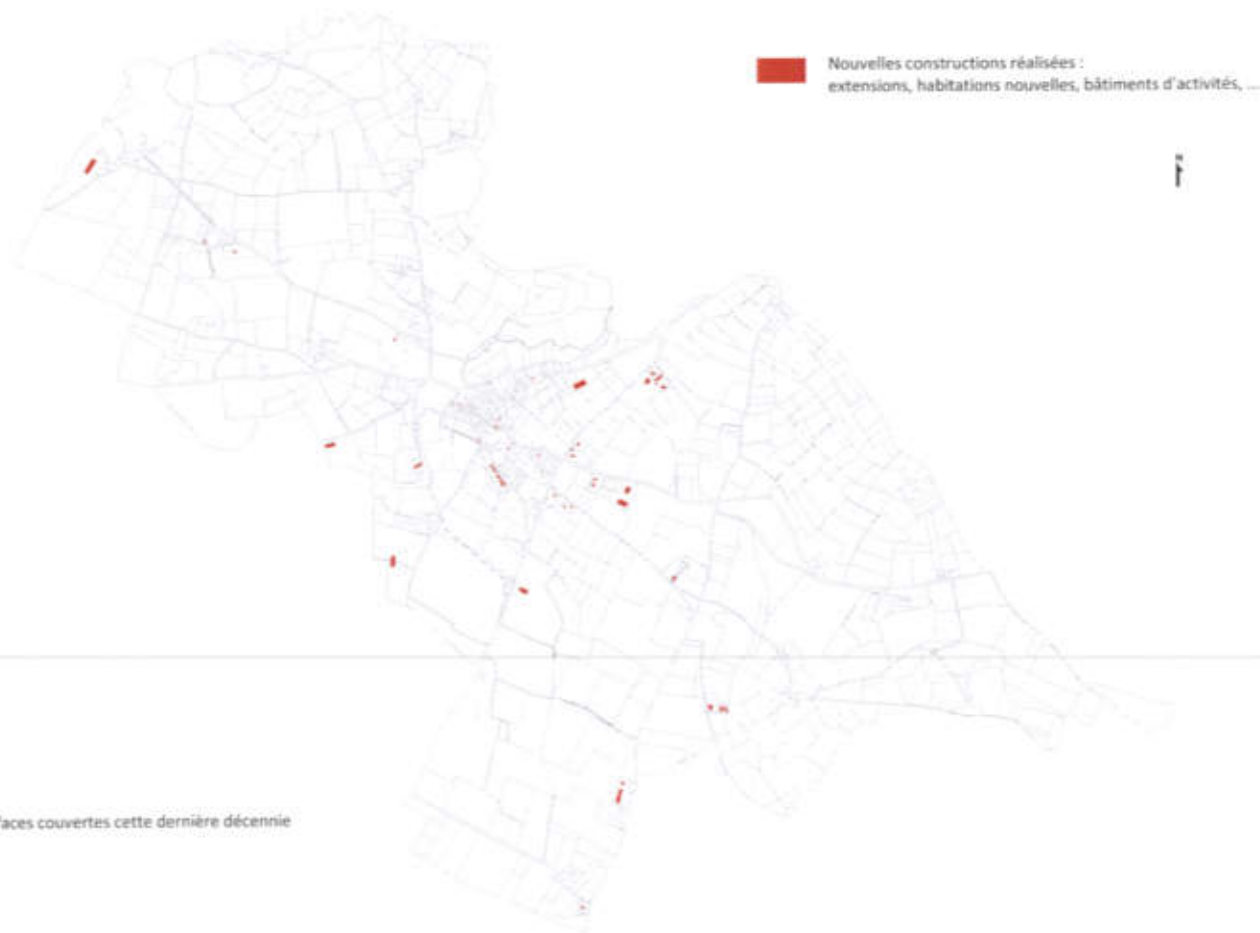 Nouvelles constructions réalisées :
extensions, habitations nouvelles, bâtiments d'activités, ...
faces couvertes cette dernière décennie